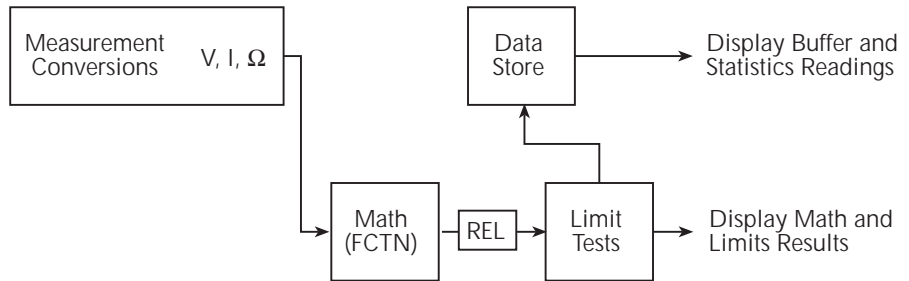 Measurement
Conversions V, I, Ω
Data
Store
Display Buffer and
Statistics Readings
Math
(FCTN)
REL
Limit
Tests
Display Math and
Limits Results